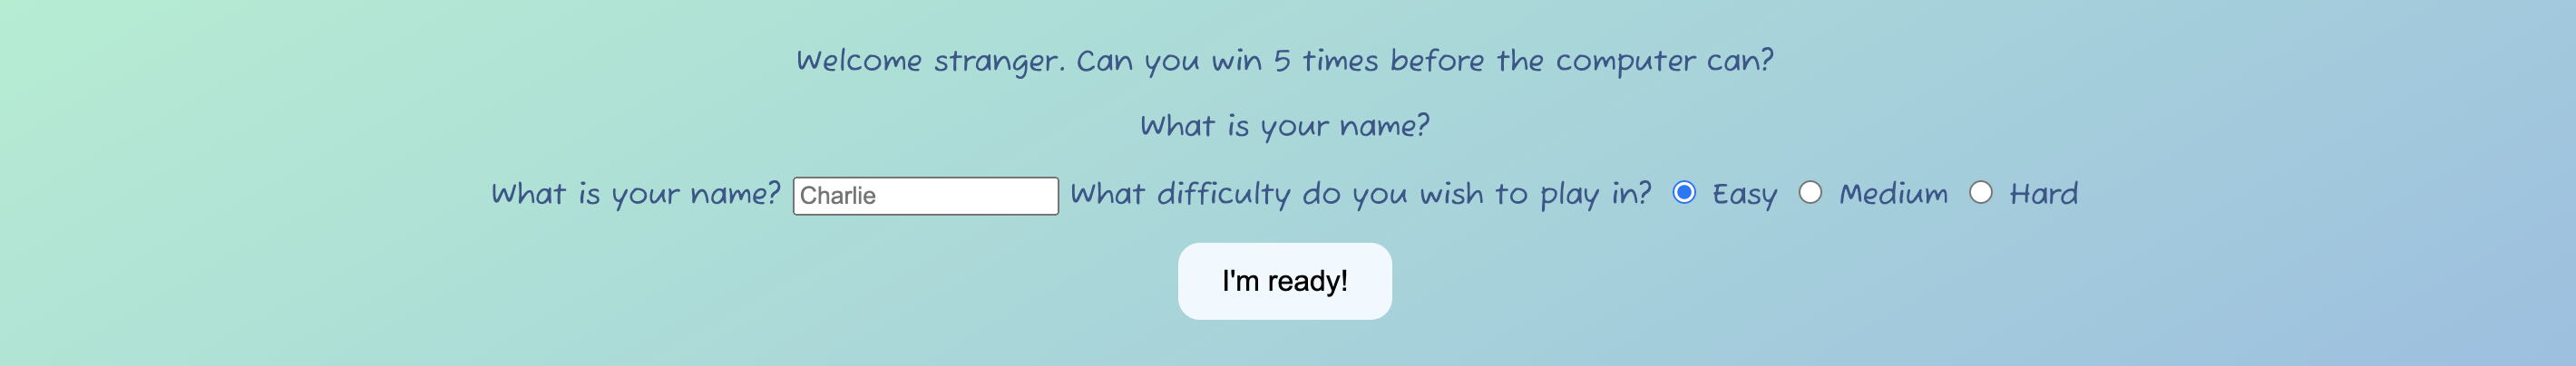 Welcome stranger. Can you win 5 times before the computer can?
What is your name?
What is your name? Charlie What difficulty do you wish to play in? Easy Medium Hard
I'm ready!